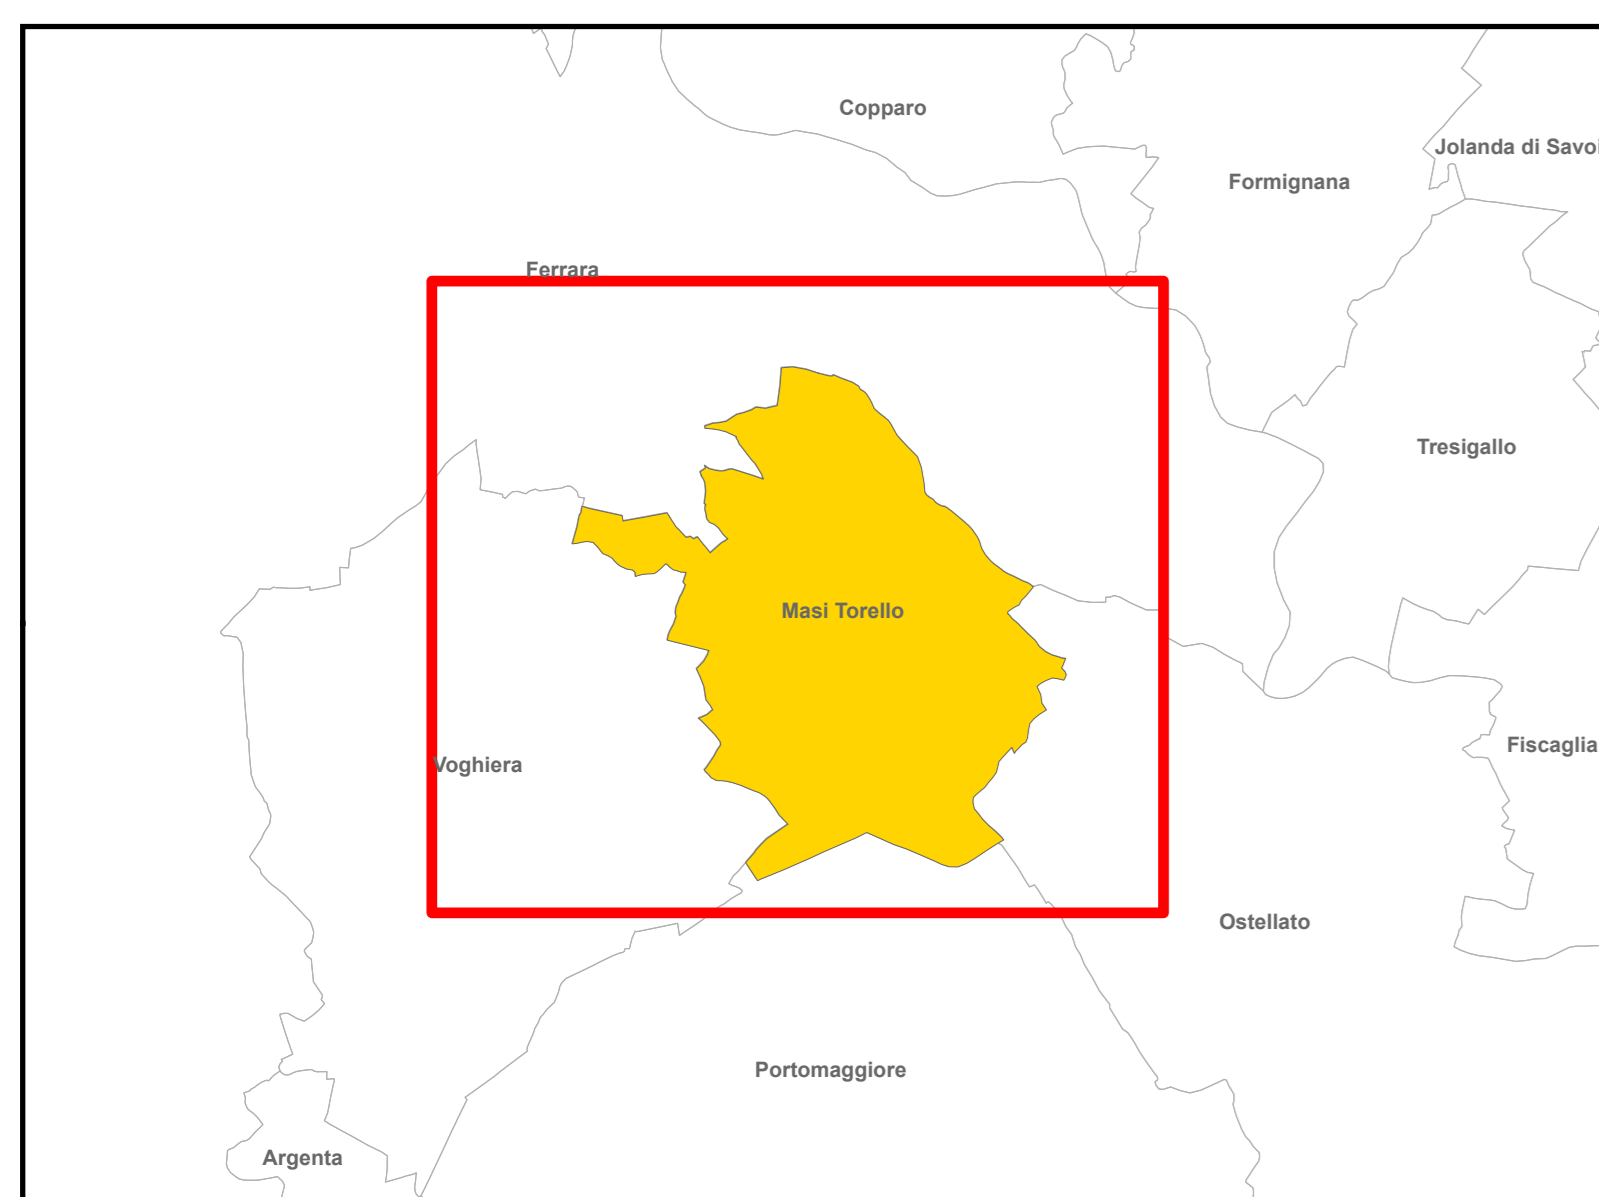 Copparo
Jolanda di Savoi
Formignana
Ferrara
Tresigallo
Masi Torello
Fiscaglia
Voghiera
Ostellato
Portomaggiore
Argenta